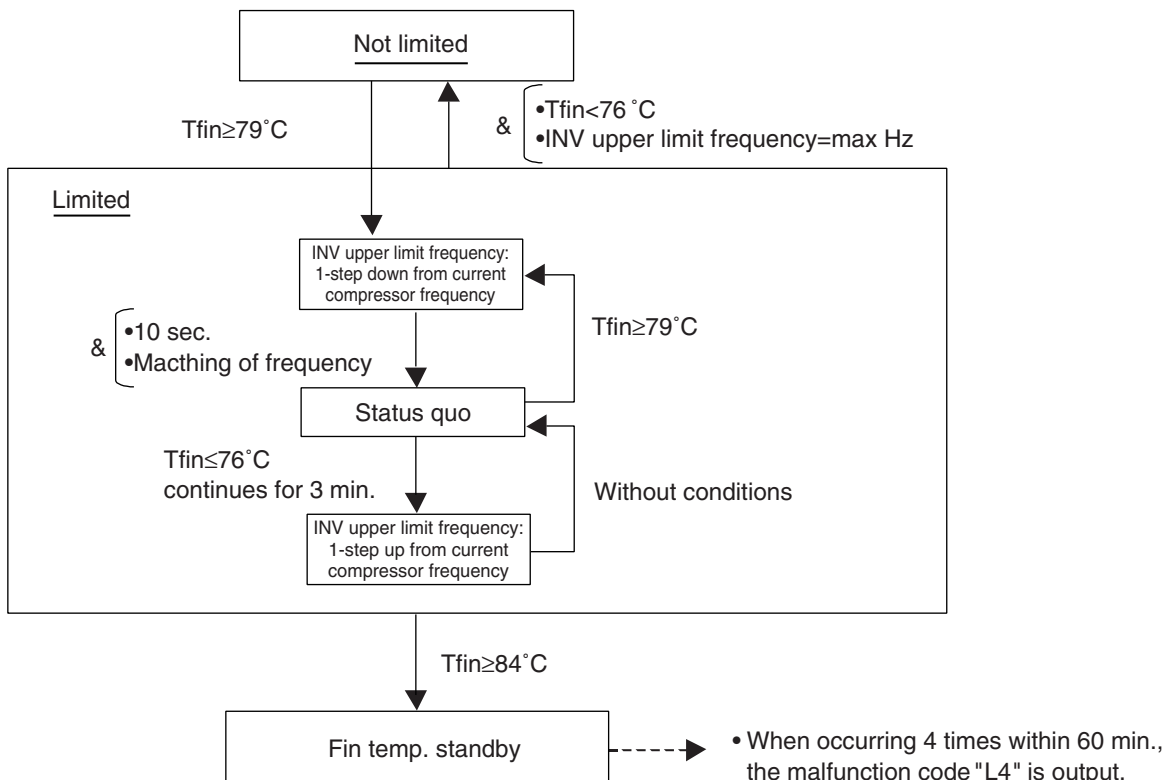 Not limited
Tfin≥79˚C
&
•Tfin<76 ˚C
•INV upper limit frequency=max Hz
Limited
INV upper limit frequency:
1-step down from current
compressor frequency
&
•10 sec.
•Macthing of frequency
Tfin≥79˚C
Status quo
Tfin≤76˚C
continues for 3 min.
Without conditions
INV upper limit frequency:
1-step up from current
compressor frequency
Tfin≥84˚C
Fin temp. standby
• When occurring 4 times within 60 min.,
the malfunction code "L4" is output.